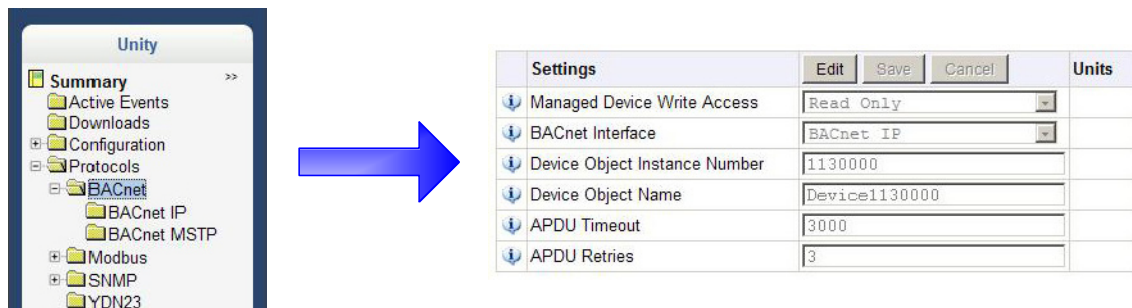 Unity
Summary >>
Active Events
Downloads
Configuration
Protocols
BACnet
BACnet IP
BACnet MSTP
Modbus
SNMP
YDN23
Settings Edit Save Cancel Units
Managed Device Write Access Read Only
BACnet Interface BACnet IP
Device Object Instance Number 1130000
Device Object Name Device1130000
APDU Timeout 3000
APDU Retries 3